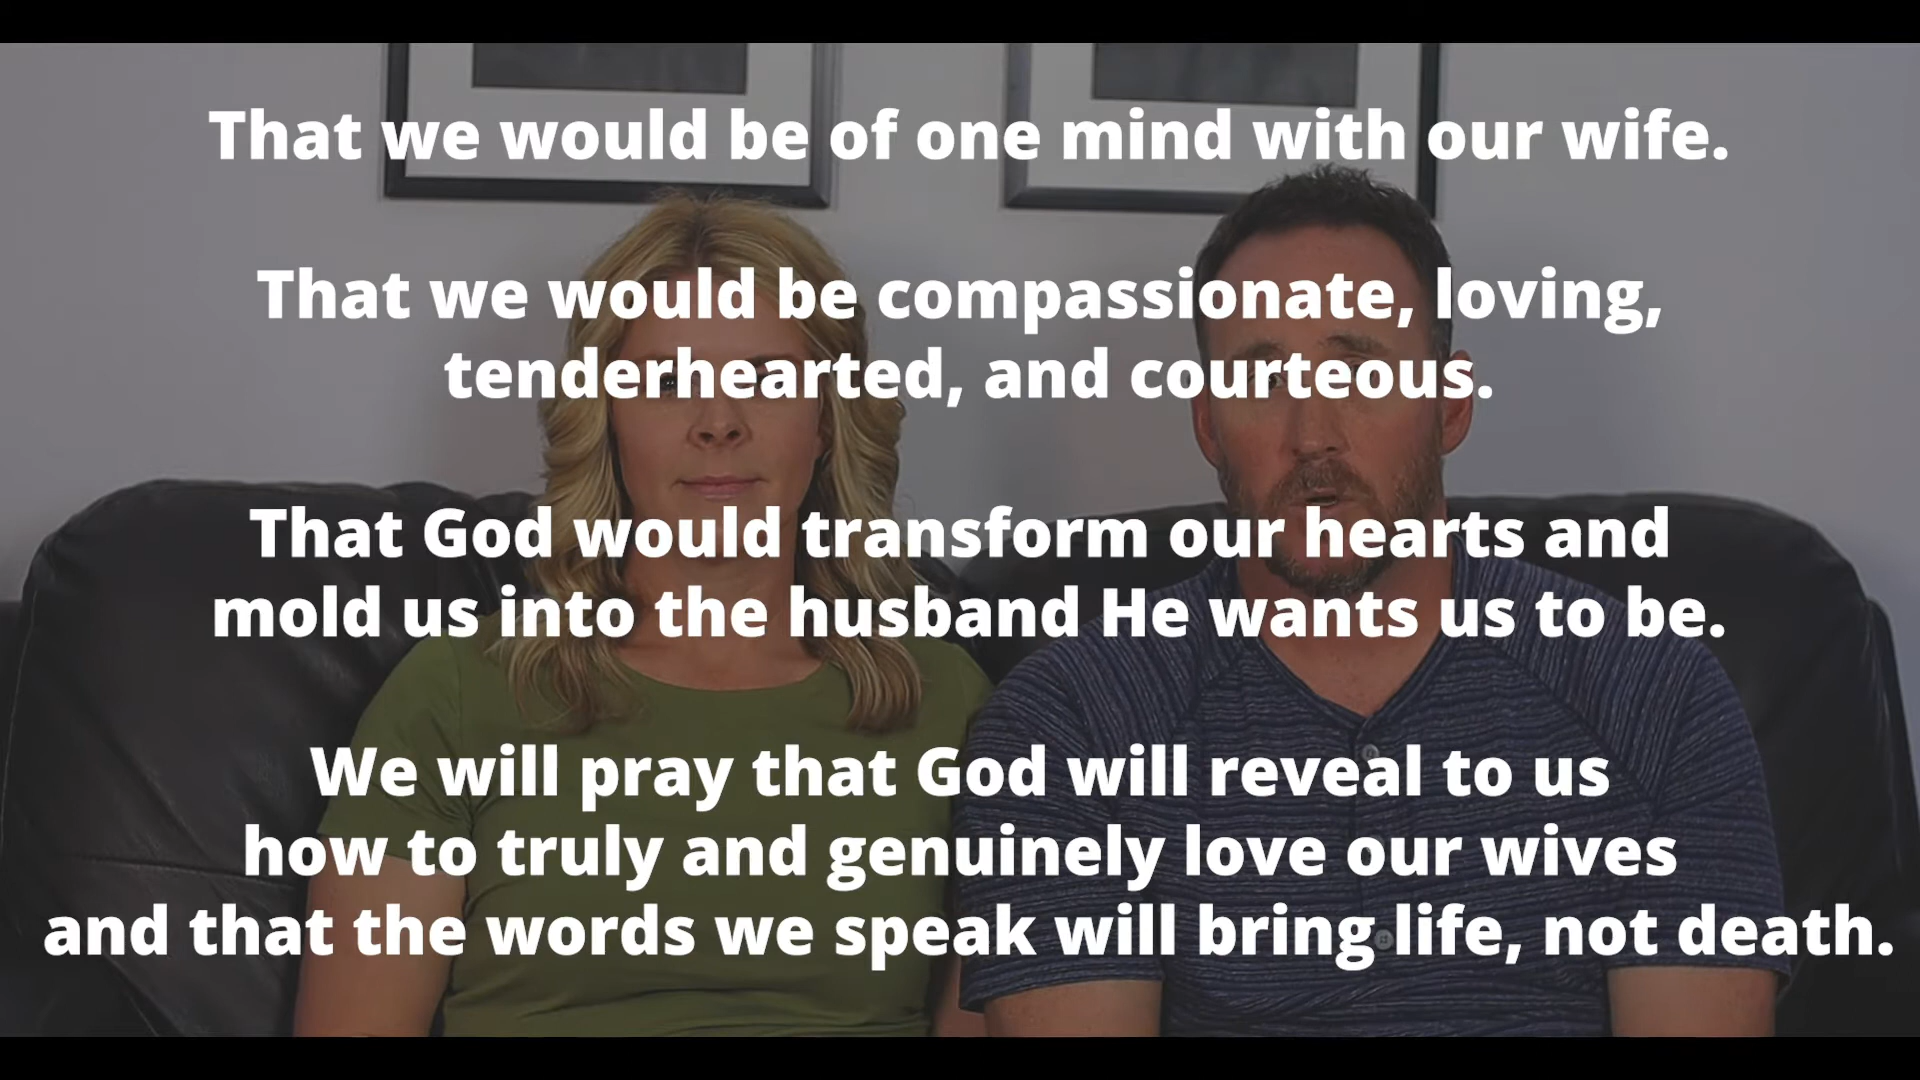 That we would be of one mind with our wife.
That we would be compassionate, loving,
tenderhearted, and courteous.
That God would transform our hearts and
mold us into the husband He wants us to be.
We will pray that God will reveal to us
how to truly and genuinely love our wives
and that the words we speak will bring life, not death.